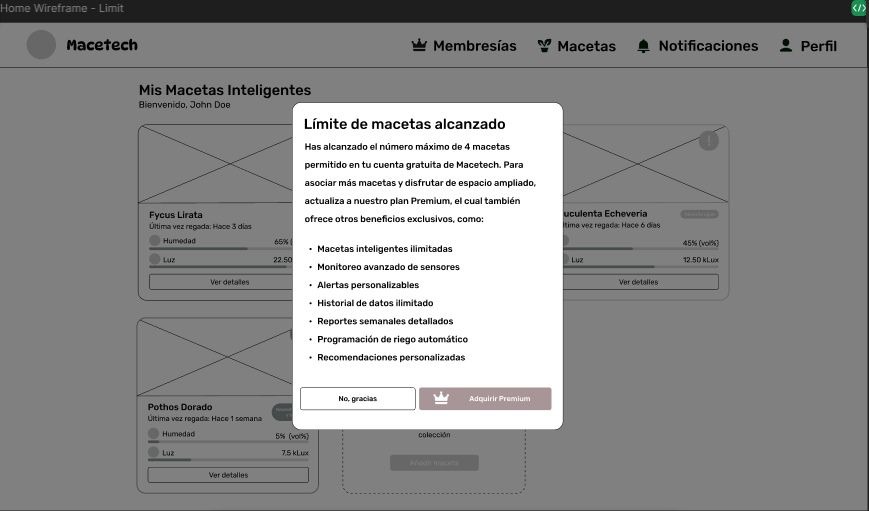 Home Wireframe - Limit
</>
Macetech
Membresías
Macetas
Notificaciones
Perfil
Mis Macetas Inteligentes
Bienvenido, John Doe
Límite de macetas alcanzado
Has alcanzado el número máximo de 4 macetas
permitido en tu cuenta gratuita de Macetech. Para
asociar más macetas y disfrutar de espacio ampliado,
actualiza a nuestro plan Premium, el cual también
ofrece otros beneficios exclusivos, como:
• Macetas inteligentes ilimitadas
• Monitoreo avanzado de sensores
• Alertas personalizables
• Historial de datos ilimitado
• Reportes semanales detallados
• Programación de riego automático
• Recomendaciones personalizadas
No, gracias
Adquirir Premium
Fycus Lirata
Última vez regada: Hace 3 días
Humedad
65% (
Luz
22.50
Ver detalles
!
uculenta Echeveria
ltima vez regada: Hace 6 días
45% (vol%)
Luz
12.50 kLux
Ver detalles
Pothos Dorado
Última vez regada: Hace 1 semana
Humedad
5% (vol%)
Luz
7.5 kLux
Ver detalles
colección
Añadir maceta